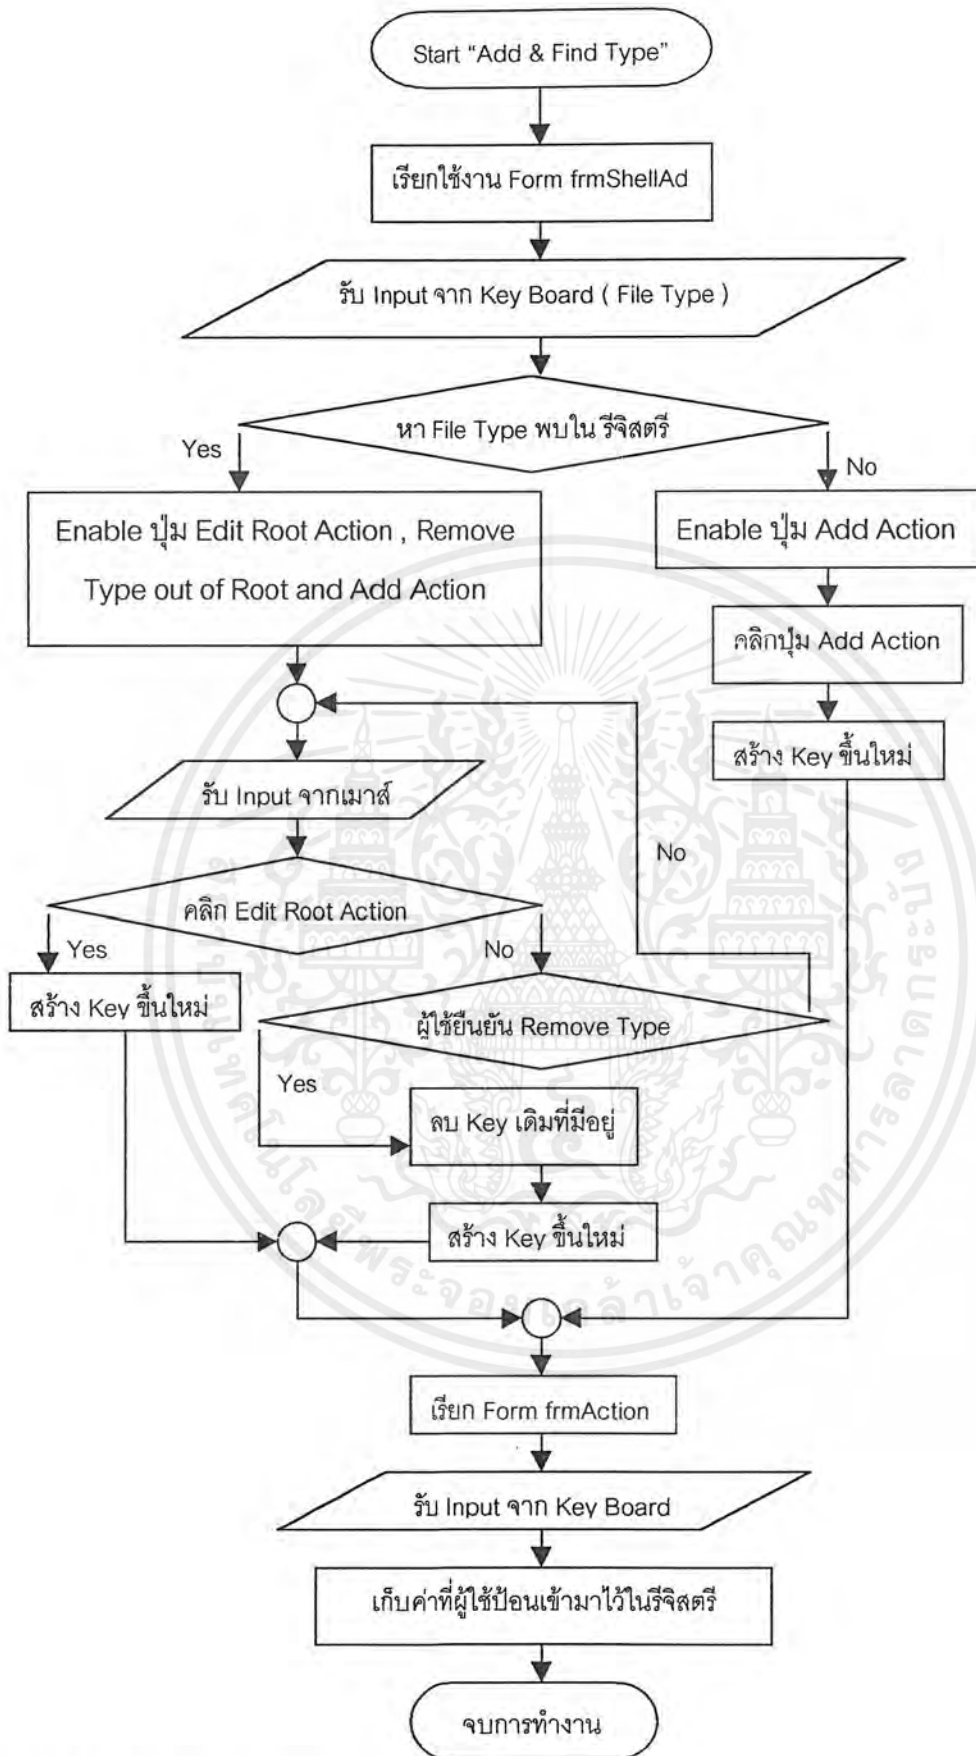 Start “Add & Find Type”
เรียกใช้งาน Form frmShellAd
รับ Input จาก Key Board ( File Type )
หา File Type พบใน รีจิสตรี
Yes
No
Enable ปุ่ม Edit Root Action , Remove
Type out of Root and Add Action
Enable ปุ่ม Add Action
คลิกปุ่ม Add Action
สร้าง Key ขึ้นใหม่
รับ Input จากเมาส์
No
คลิก Edit Root Action
Yes
No
สร้าง Key ขึ้นใหม่
ผู้ใช้ยืนยัน Remove Type
Yes
ลบ Key เดิมที่มีอยู่
สร้าง Key ขึ้นใหม่
เรียก Form frmAction
รับ Input จาก Key Board
เก็บค่าที่ผู้ใช้ป้อนเข้ามาไว้ในรีจิสตรี
จบการทำงาน